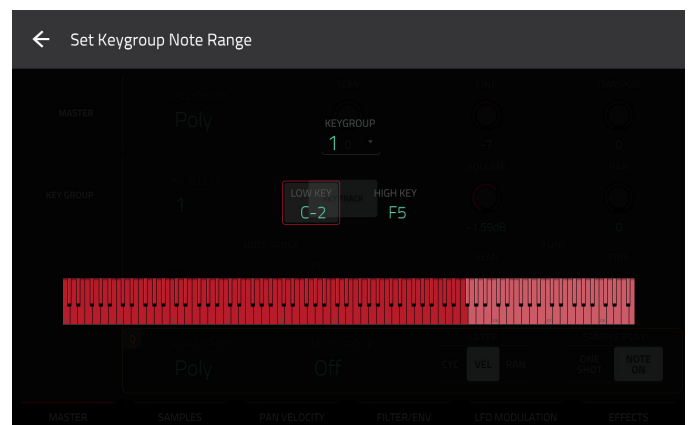 Set Keygroup Note Range
MASTER
Poly
KEYGROUP
1
-7
0
KEY GROUP
1
LOW KEY
C-2
HIGH KEY
F5
-1.55dB
0
Poly
Off
CYC
VEL
RAN
ONE SHOT
NOTE ON
MASTER
SAMPLES
PAN VELOCITY
FILTER/ENV
LFO MODULATION
EFFECTS